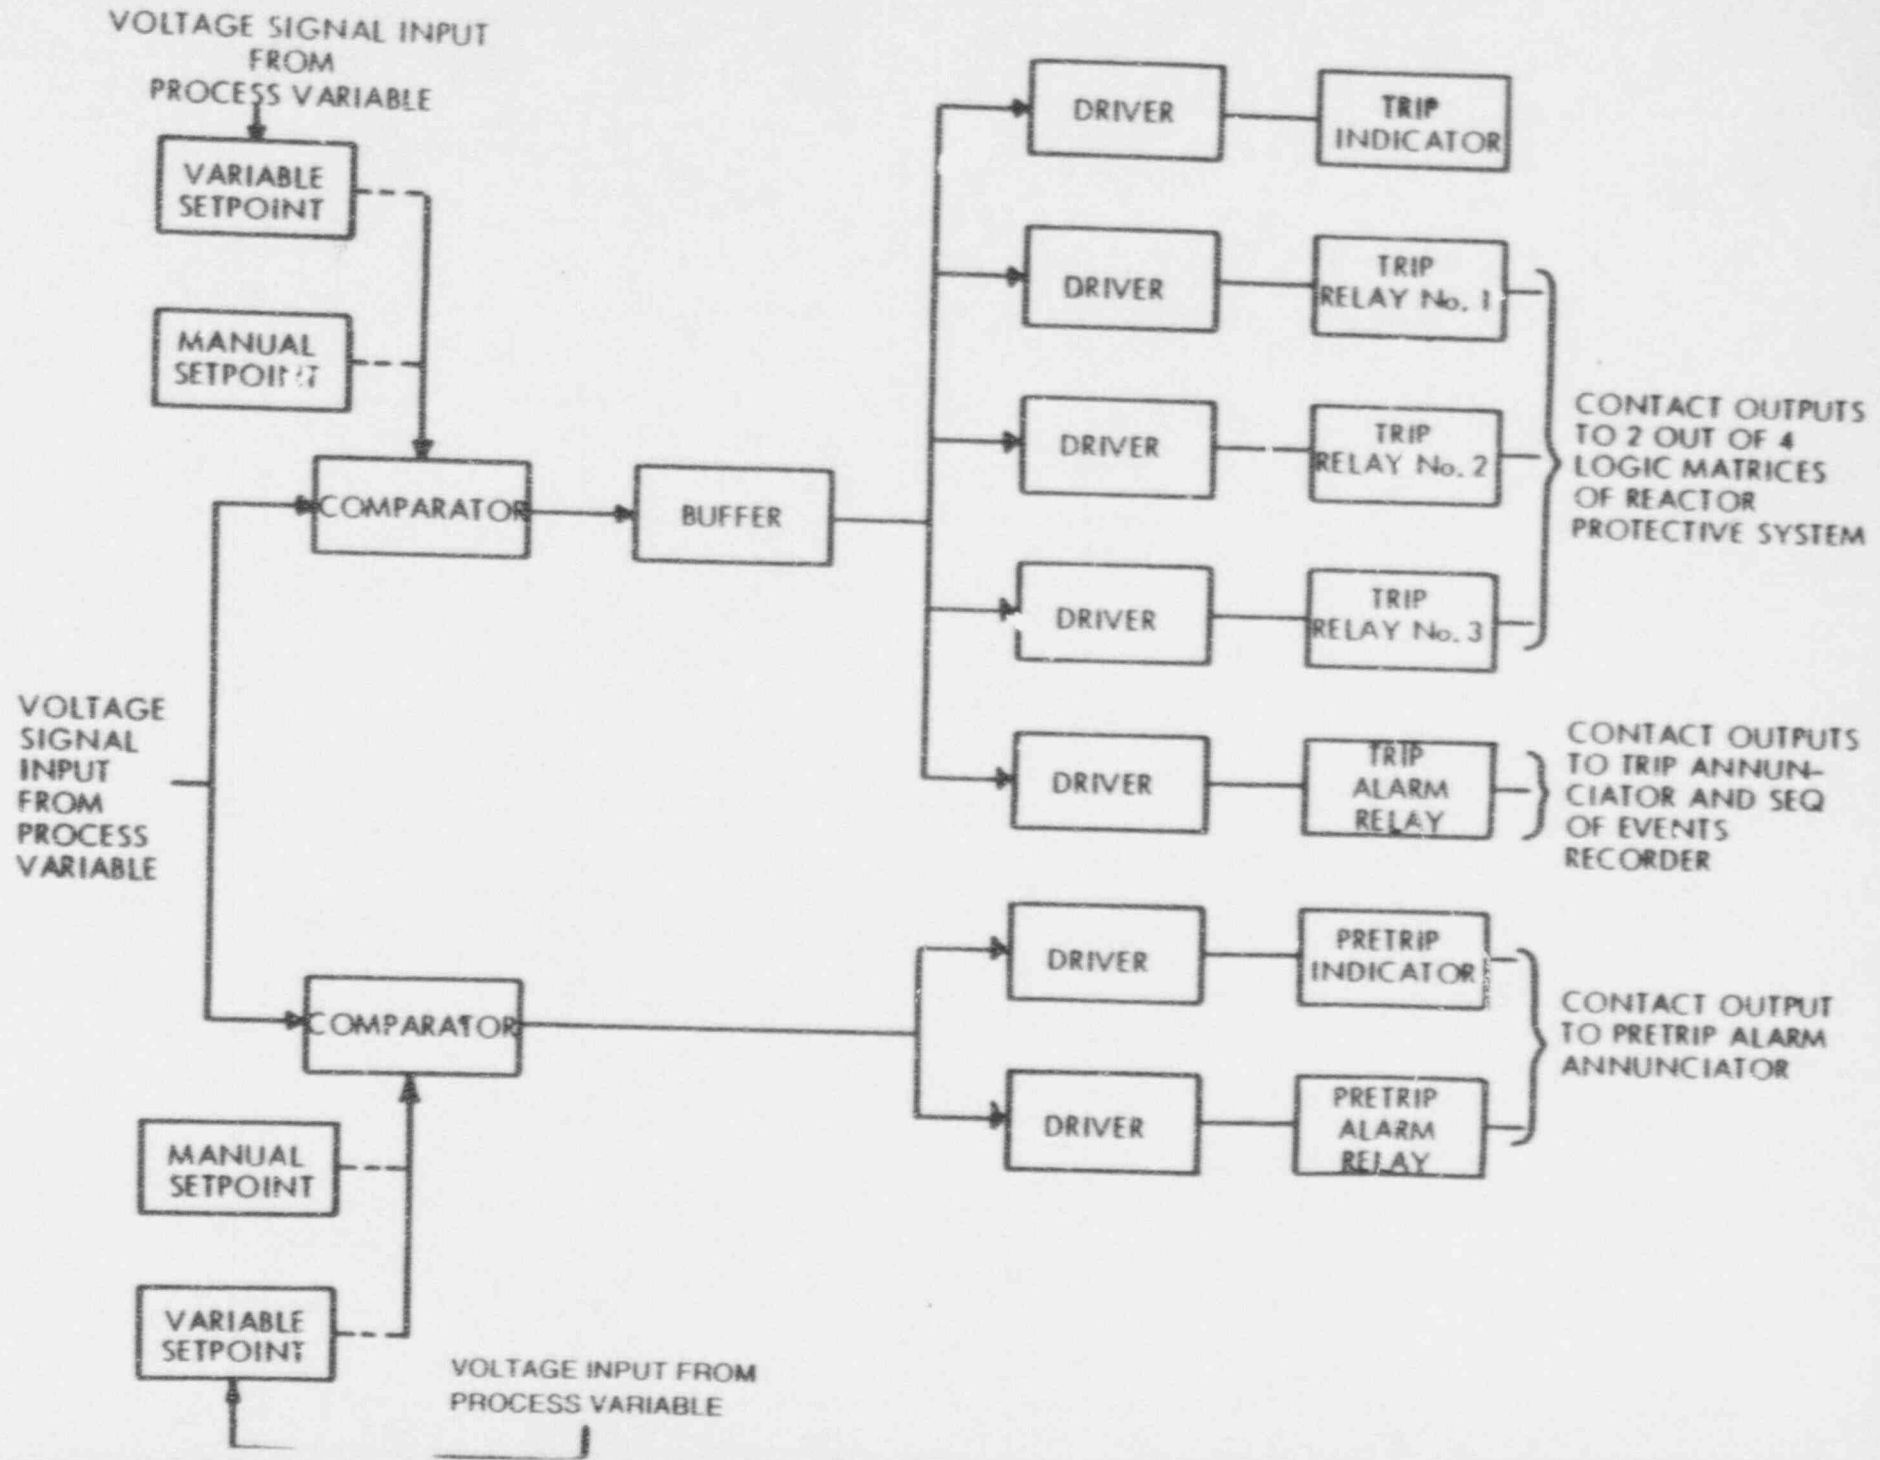 VOLTAGE SIGNAL INPUT
FROM
PROCESS VARIABLE
VARIABLE
SETPOINT
MANUAL
SETPOINT
COMPARATOR
BUFFER
DRIVER
TRIP
INDICATOR
DRIVER
TRIP
RELAY No. 1
DRIVER
TRIP
RELAY No. 2
DRIVER
TRIP
RELAY No. 3
CONTACT OUTPUTS
TO 2 OUT OF 4
LOGIC MATRICES
OF REACTOR
PROTECTIVE SYSTEM
VOLTAGE
SIGNAL
INPUT
FROM
PROCESS
VARIABLE
DRIVER
TRIP
ALARM
RELAY
CONTACT OUTPUTS
TO TRIP ANNUN-
CIATOR AND SEQ
OF EVENTS
RECORDER
COMPARATOR
DRIVER
PRETRIP
INDICATOR
DRIVER
PRETRIP
ALARM
RELAY
CONTACT OUTPUT
TO PRETRIP ALARM
ANNUNCIATOR
MANUAL
SETPOINT
VARIABLE
SETPOINT
VOLTAGE INPUT FROM
PROCESS VARIABLE